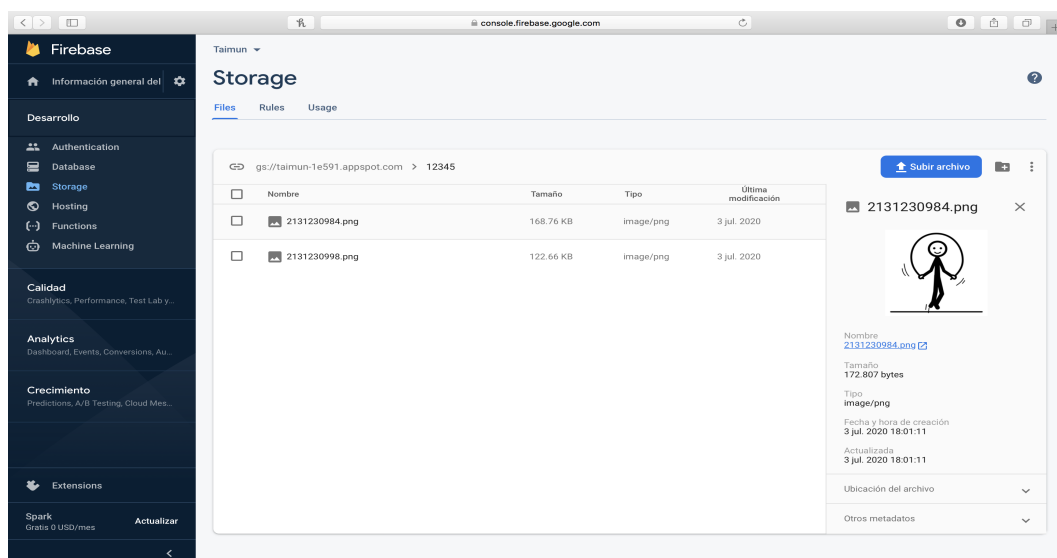 console.firebase.google.com
Firebase
Información general del
Desarrollo
Authentication
Database
Storage
Hosting
Functions
Machine Learning
Calidad
Crashlytics, Performance, Test Lab y...
Analytics
Dashboard, Events, Conversions, Au...
Crecimiento
Predictions, A/B Testing, Cloud Mes...
Extensions
Spark
Gratis 0 USD/mes
Actualizar
Taimun
Storage
Files Rules Usage
gs://taimun-1e591.appspot.com > 12345
Subir archivo
Nombre Tamaño Tipo Última modificación
2131230984.png 168.76 KB image/png 3 jul. 2020
2131230998.png 122.66 KB image/png 3 jul. 2020
2131230984.png
Nombre
2131230984.png
Tamaño
172.807 bytes
Tipo
image/png
Fecha y hora de creación
3 jul. 2020 18:01:11
Actualizada
3 jul. 2020 18:01:11
Ubicación del archivo
Otros metadatos